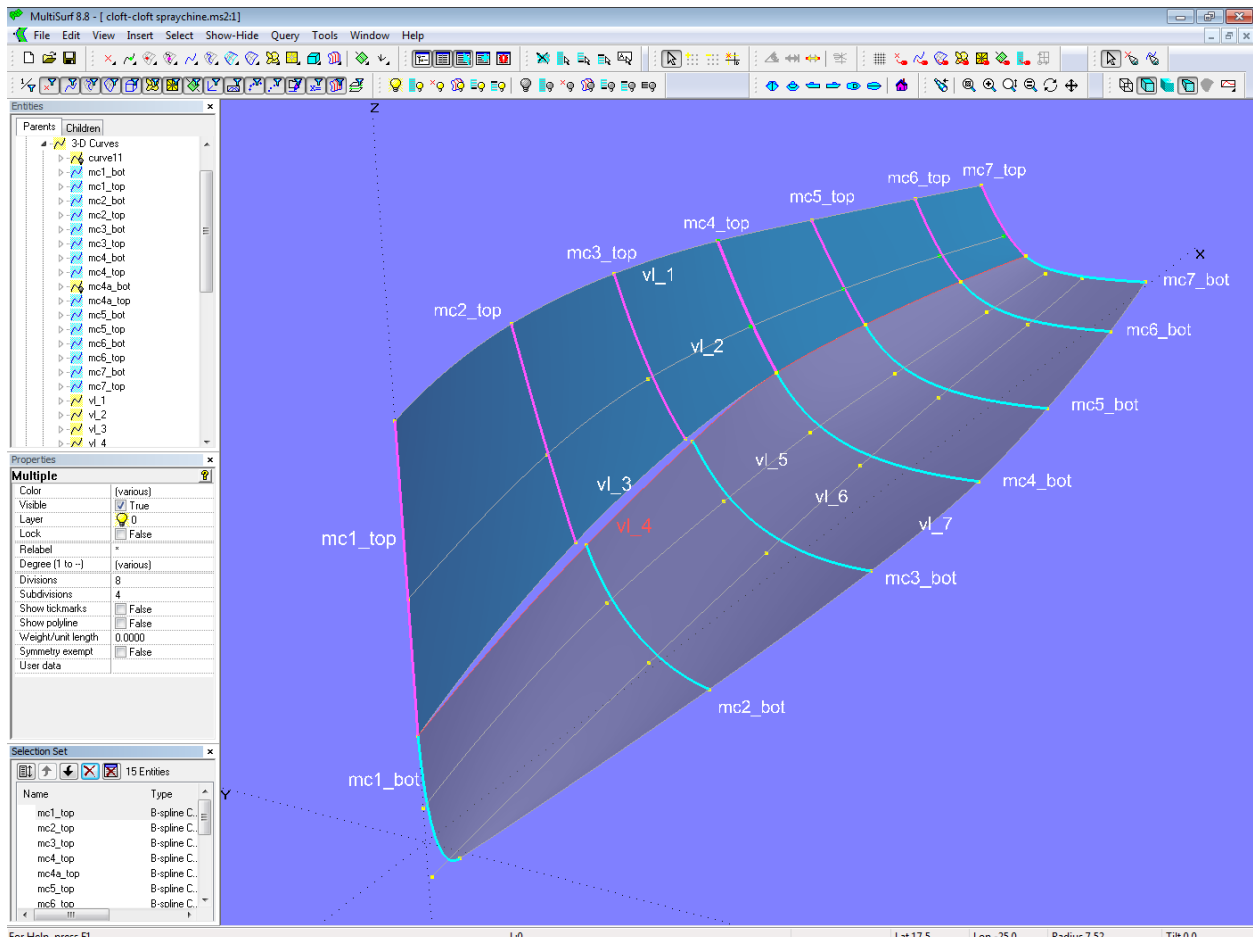 MultiSurf 8.8 - [ cloft-cloft spraychine.ms2:1]
File Edit View Insert Select Show-Hide Query Tools Window Help
Entities
Parents Children
3-D Curves
curve11
mc1_bot
mc1_top
mc2_bot
mc2_top
mc3_bot
mc3_top
mc4_bot
mc4_top
mc4a_bot
mc4a_top
mc5_bot
mc5_top
mc6_bot
mc6_top
mc7_bot
mc7_top
vl_1
vl_2
vl_3
vl_4
Properties
Multiple
Color (various)
Visible True
Layer 0
Lock False
Relabel *
Degree (1 to --) (various)
Divisions 8
Subdivisions 4
Show tickmarks False
Show polyline False
Weight/unit length 0.0000
Symmetry exempt False
User data
Selection Set
15 Entities
Name Type
mc1_top B-spline C..
mc2_top B-spline C..
mc3_top B-spline C..
mc4_top B-spline C..
mc4a_top B-spline C..
mc5_top B-spline C..
mc6_top B-spline C..
Z
mc7_top
mc6_top
mc5_top
mc4_top
mc3_top
X
vl_1
mc7_bot
mc2_top
mc6_bot
vl_2
mc5_bot
vl_5
mc4_bot
vl_3
vl_6
vl_4
vl_7
mc1_top
mc3_bot
mc2_bot
mc1_bot
Y
For Help, press F1 L:0 Lat 17.5 Lon -25.0 Radius 7.52 Tilt 0.0